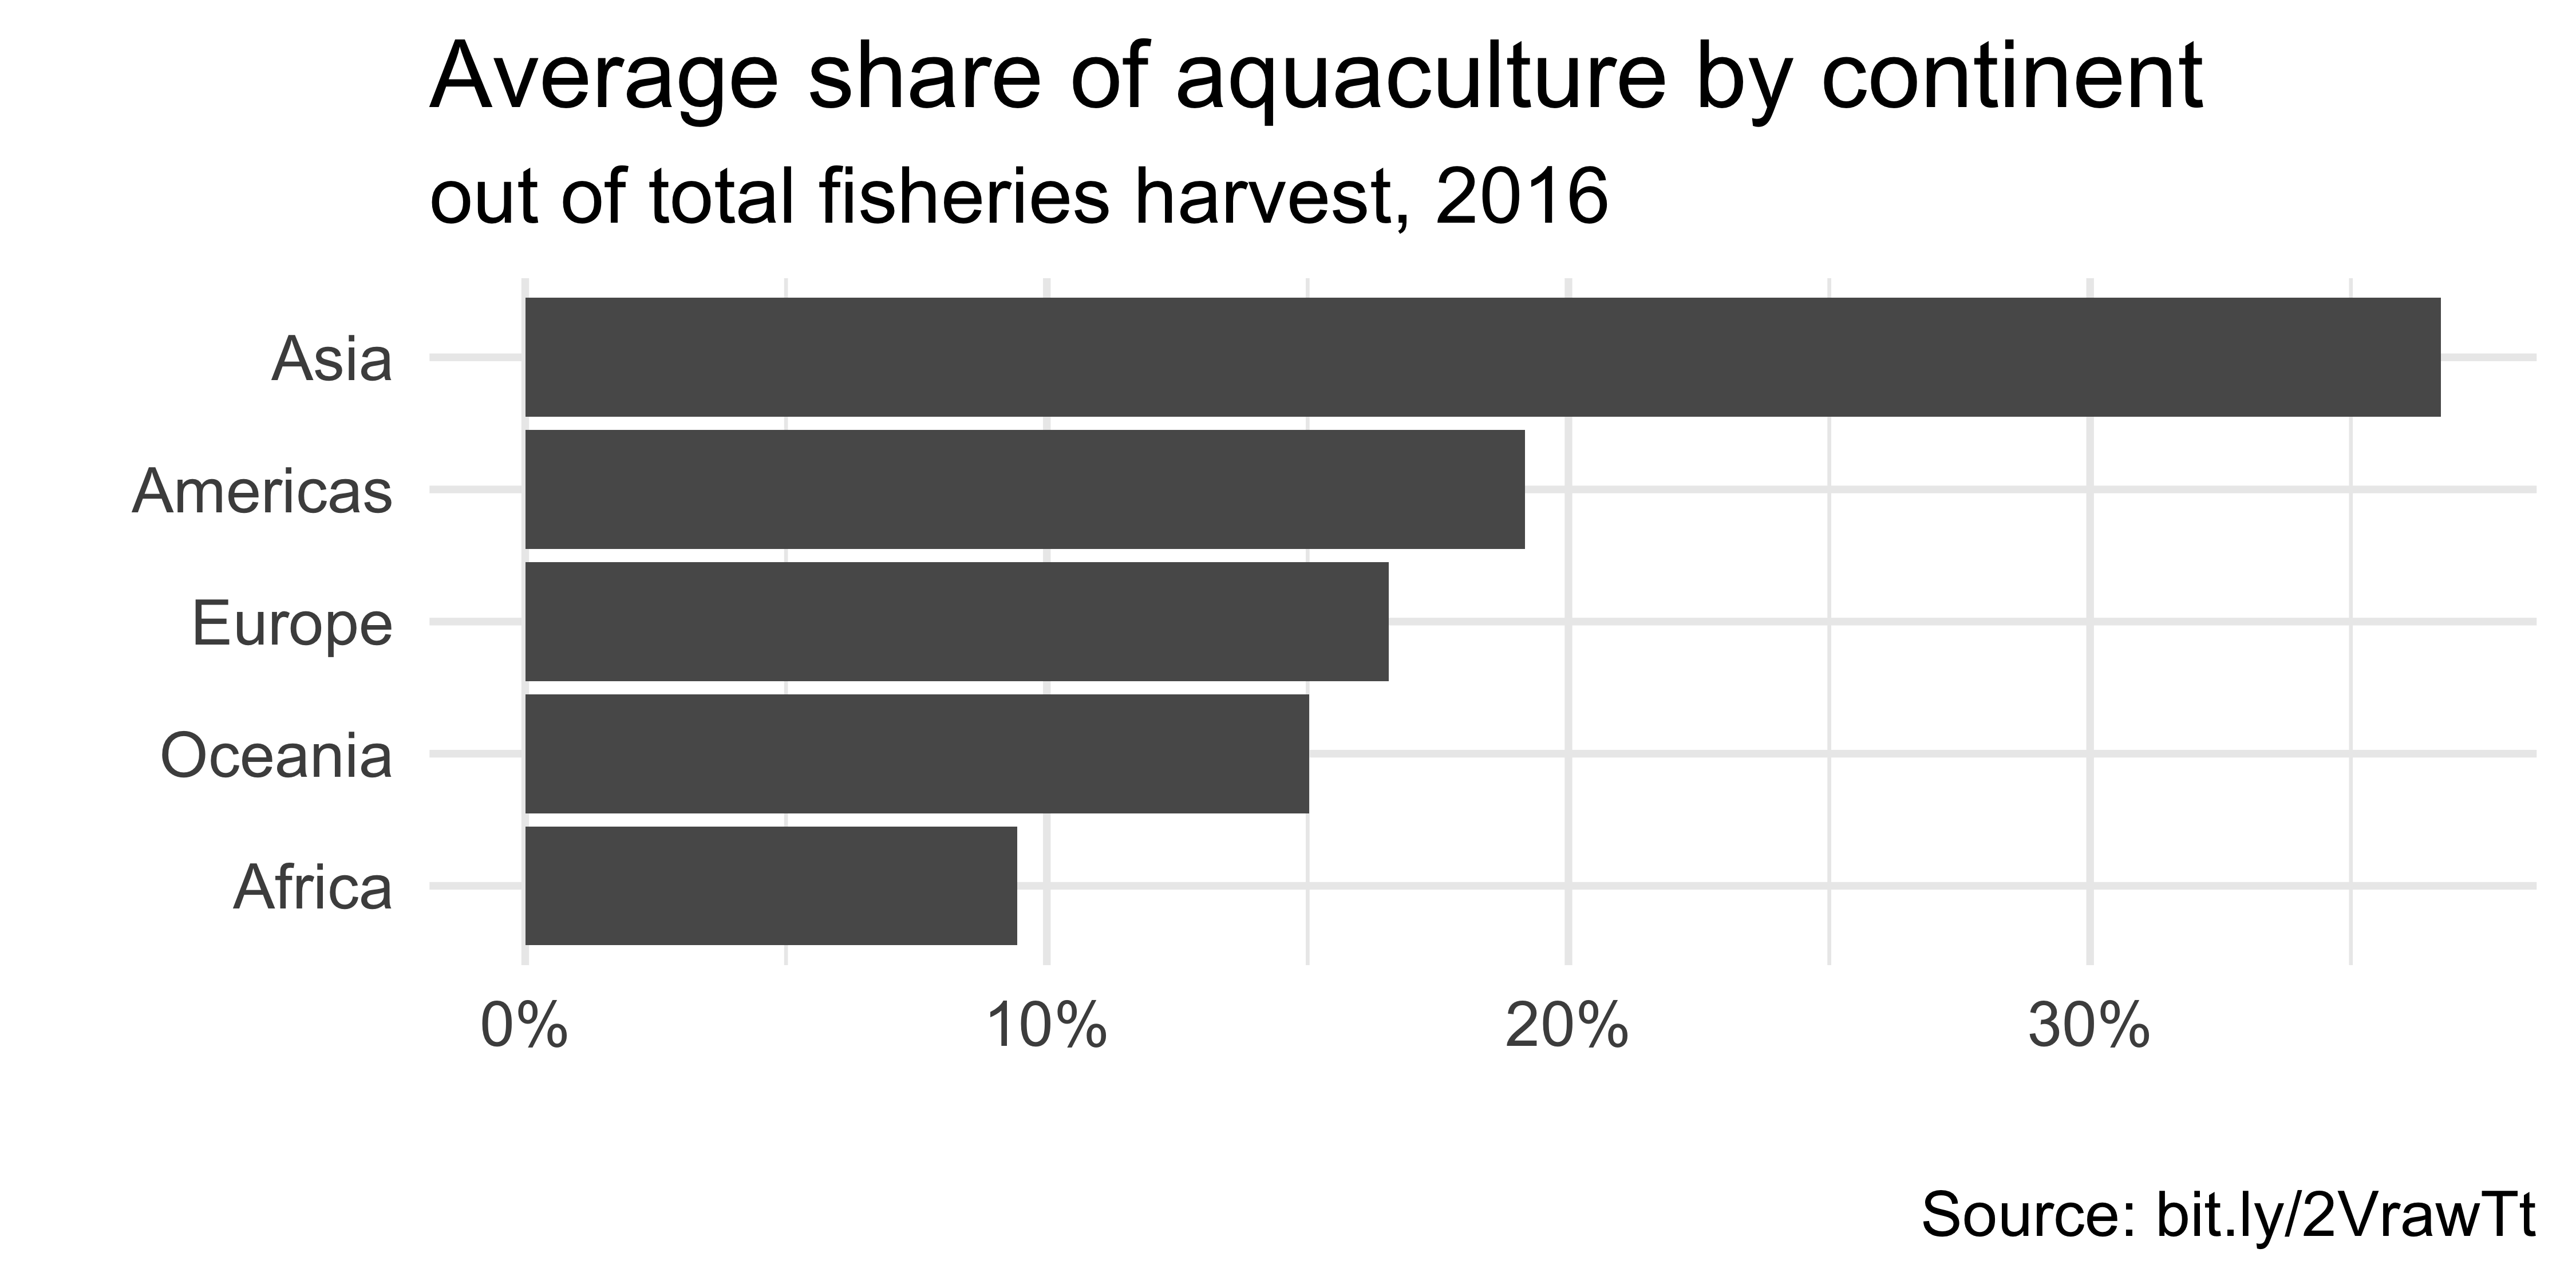 Average share of aquaculture by continent
out of total fisheries harvest, 2016
Asia
Americas
Europe
Oceania
Africa
0% 10% 20% 30%
Source: bit.ly/2VrawTt